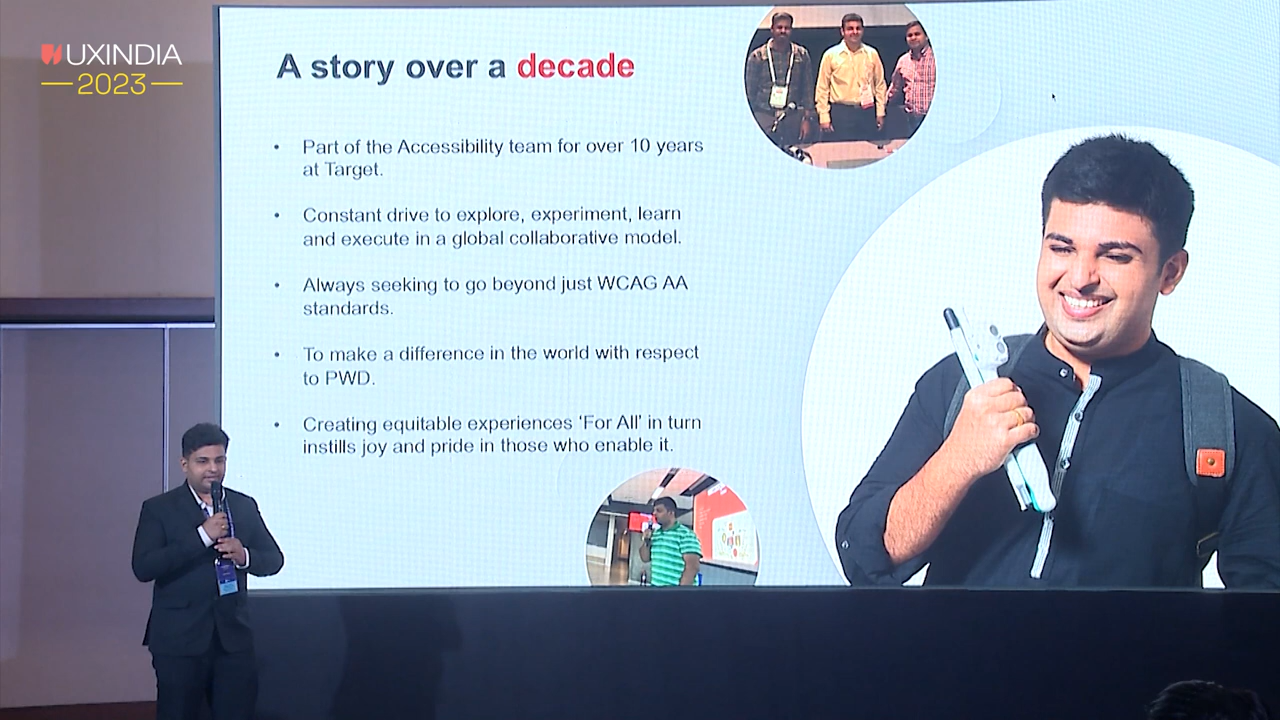 UXINDIA
2023
A story over a decade
• Part of the Accessibility team for over 10 years
at Target.
• Constant drive to explore, experiment, learn
and execute in a global collaborative model.
• Always seeking to go beyond just WCAG AA
standards.
• To make a difference in the world with respect
to PWD.
• Creating equitable experiences ‘For All’ in turn
instills joy and pride in those who enable it.